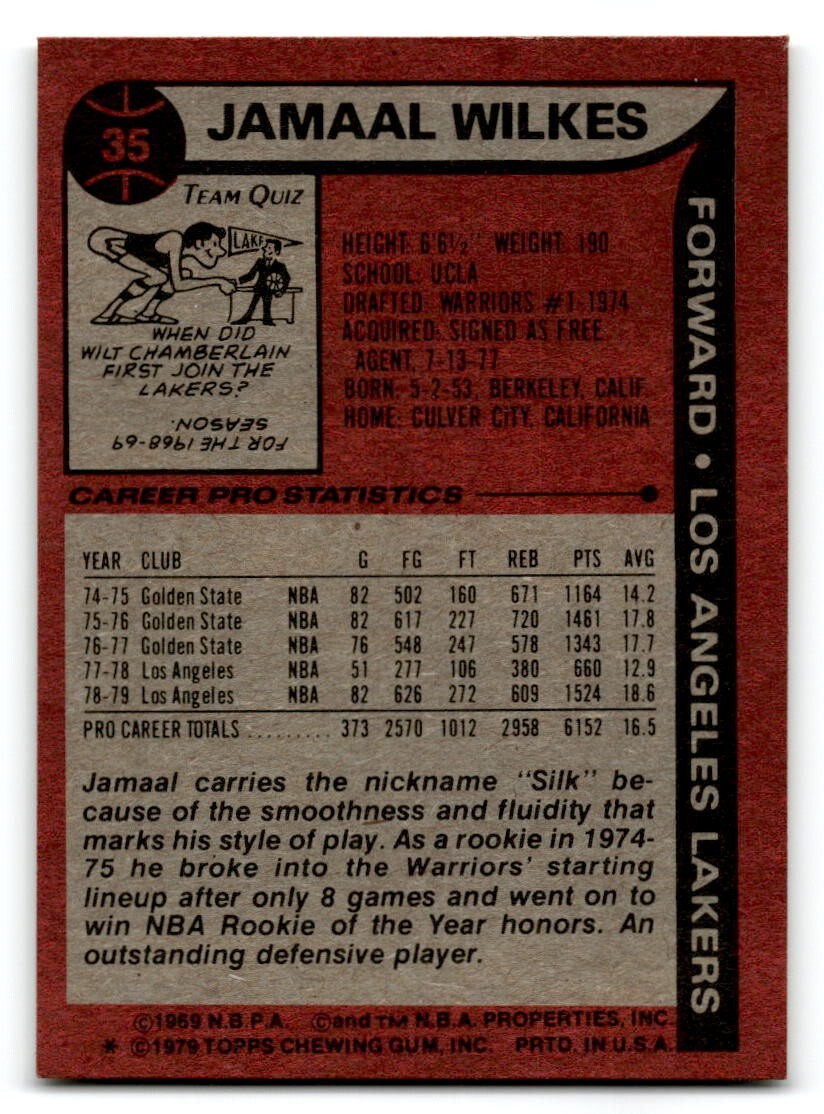 35
JAMAAL WILKES
TEAM QUIZ
LAKE
WHEN DID
WILT CHAMBERLAIN
FIRST JOIN THE
LAKERS?
FOR THE 1968-69
SEASON.
HEIGHT: 6'6½" WEIGHT: 190
SCHOOL: UCLA
DRAFTED: WARRIORS #1-1974
ACQUIRED: SIGNED AS FREE
AGENT, 7-13-77
BORN: 5-2-53, BERKELEY, CALIF.
HOME: CULVER CITY, CALIFORNIA
FORWARD • LOS ANGELES LAKERS
CAREER PRO STATISTICS
YEAR CLUB G FG FT REB PTS AVG
74-75 Golden State NBA 82 502 160 671 1164 14.2
75-76 Golden State NBA 82 617 227 720 1461 17.8
76-77 Golden State NBA 76 548 247 578 1343 17.7
77-78 Los Angeles NBA 51 277 106 380 660 12.9
78-79 Los Angeles NBA 82 626 272 609 1524 18.6
PRO CAREER TOTALS ......... 373 2570 1012 2958 6152 16.5
Jamaal carries the nickname "Silk" be-
cause of the smoothness and fluidity that
marks his style of play. As a rookie in 1974-
75 he broke into the Warriors' starting
lineup after only 8 games and went on to
win NBA Rookie of the Year honors. An
outstanding defensive player.
©1969 N.B.P.A. ©and TM N.B.A. PROPERTIES, INC.
* ©1979 TOPPS CHEWING GUM, INC. PRTD. IN U.S.A.